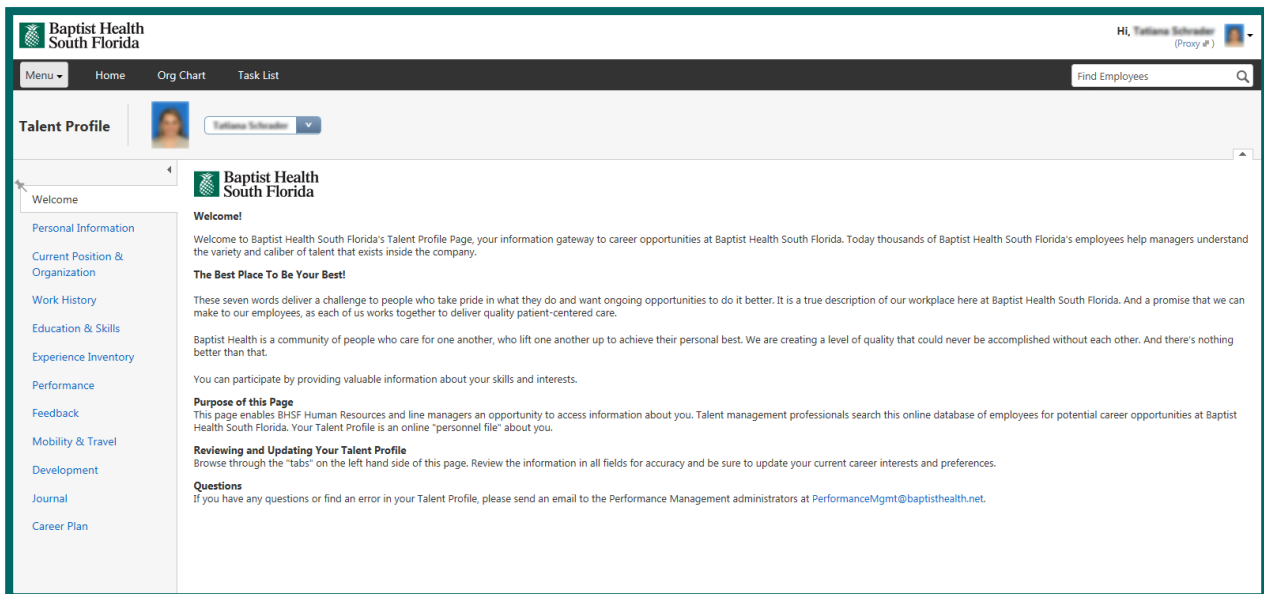 Baptist Health
South Florida
Hi,
(Proxy )
Menu Home Org Chart Task List Find Employees
Talent Profile
Baptist Health
South Florida
Welcome
Personal Information
Current Position &
Organization
Work History
Education & Skills
Experience Inventory
Performance
Feedback
Mobility & Travel
Development
Journal
Career Plan
Welcome!
Welcome to Baptist Health South Florida's Talent Profile Page, your information gateway to career opportunities at Baptist Health South Florida. Today thousands of Baptist Health South Florida's employees help managers understand
the variety and caliber of talent that exists inside the company.
The Best Place To Be Your Best!
These seven words deliver a challenge to people who take pride in what they do and want ongoing opportunities to do it better. It is a true description of our workplace here at Baptist Health South Florida. And a promise that we can
make to our employees, as each of us works together to deliver quality patient-centered care.
Baptist Health is a community of people who care for one another, who lift one another up to achieve their personal best. We are creating a level of quality that could never be accomplished without each other. And there's nothing
better than that.
You can participate by providing valuable information about your skills and interests.
Purpose of this Page
This page enables BHSF Human Resources and line managers an opportunity to access information about you. Talent management professionals search this online database of employees for potential career opportunities at Baptist
Health South Florida. Your Talent Profile is an online "personnel file" about you.
Reviewing and Updating Your Talent Profile
Browse through the "tabs" on the left hand side of this page. Review the information in all fields for accuracy and be sure to update your current career interests and preferences.
Questions
If you have any questions or find an error in your Talent Profile, please send an email to the Performance Management administrators at PerformanceMgmt@baptisthealth.net.